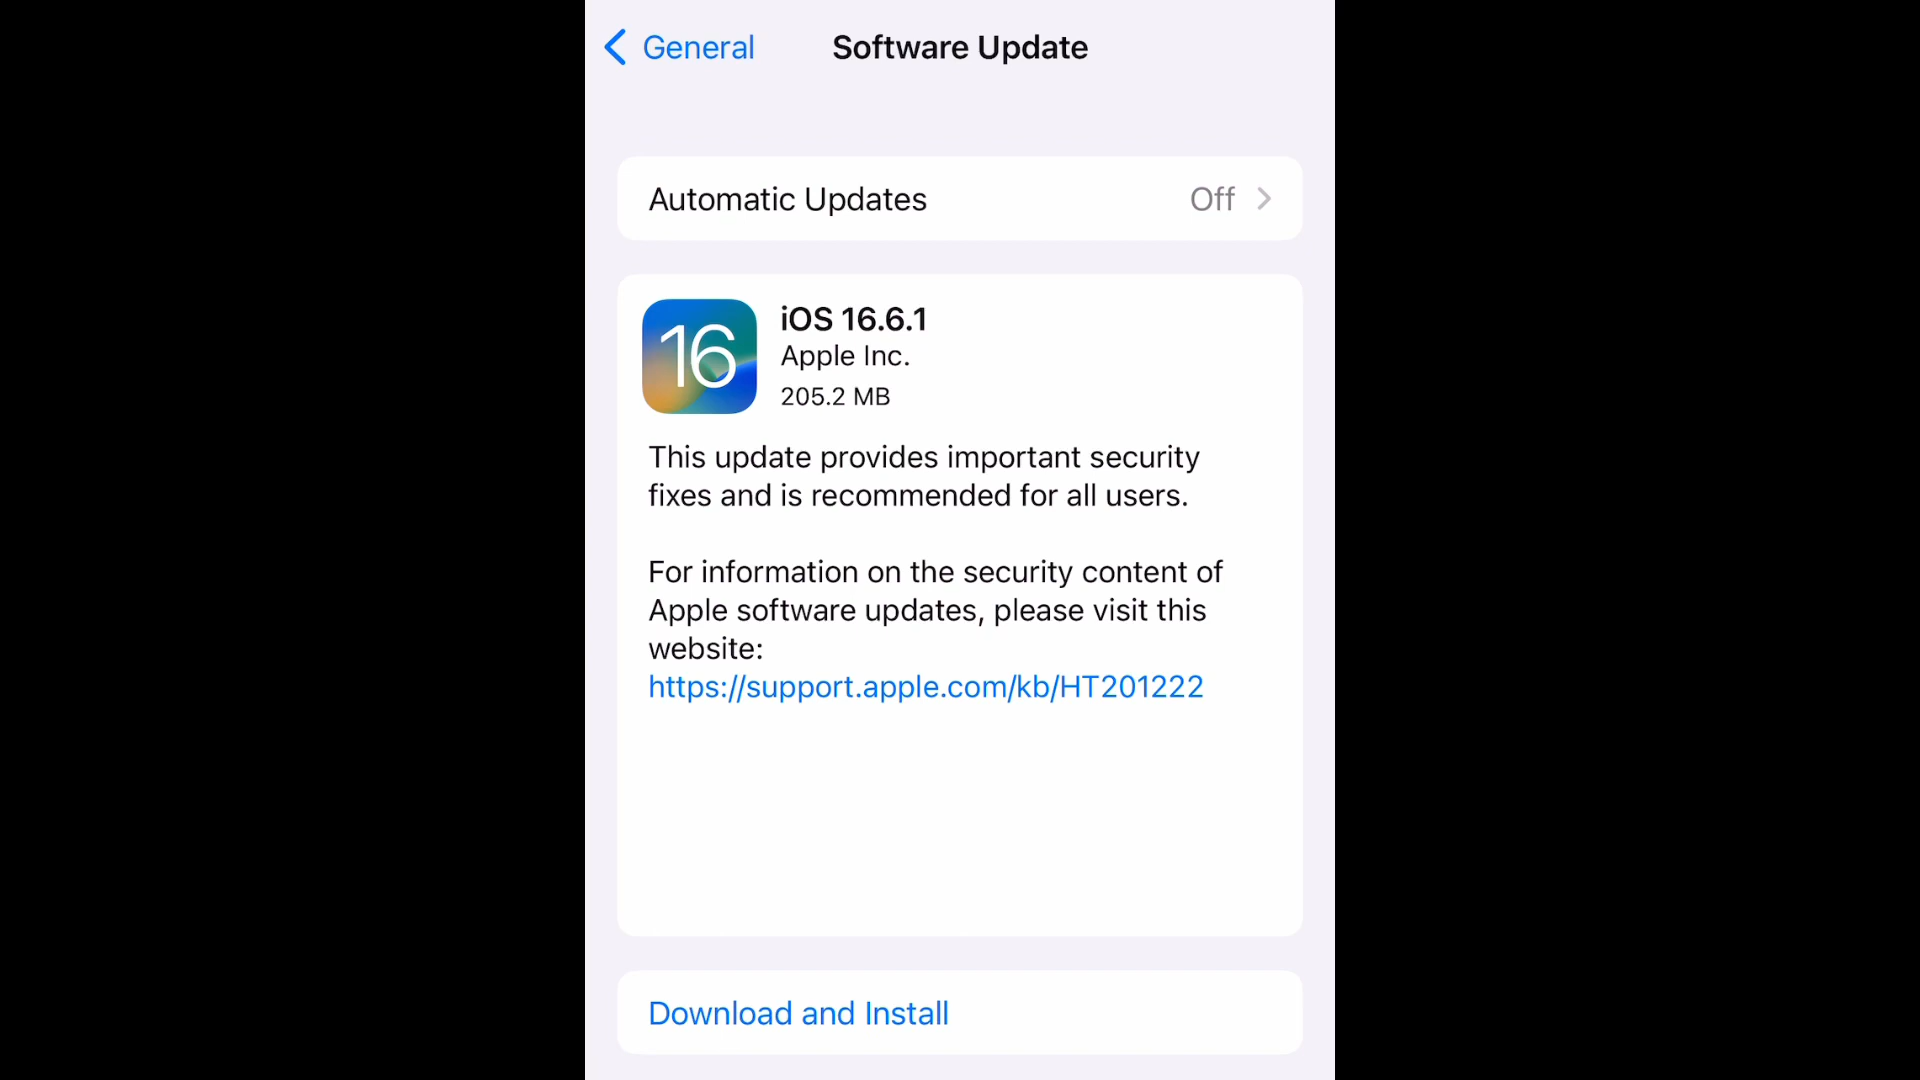 General
Software Update
Automatic Updates
Off
16
iOS 16.6.1
Apple Inc.
205.2 MB
This update provides important security
fixes and is recommended for all users.
For information on the security content of
Apple software updates, please visit this
website:
https://support.apple.com/kb/HT201222
Download and Install